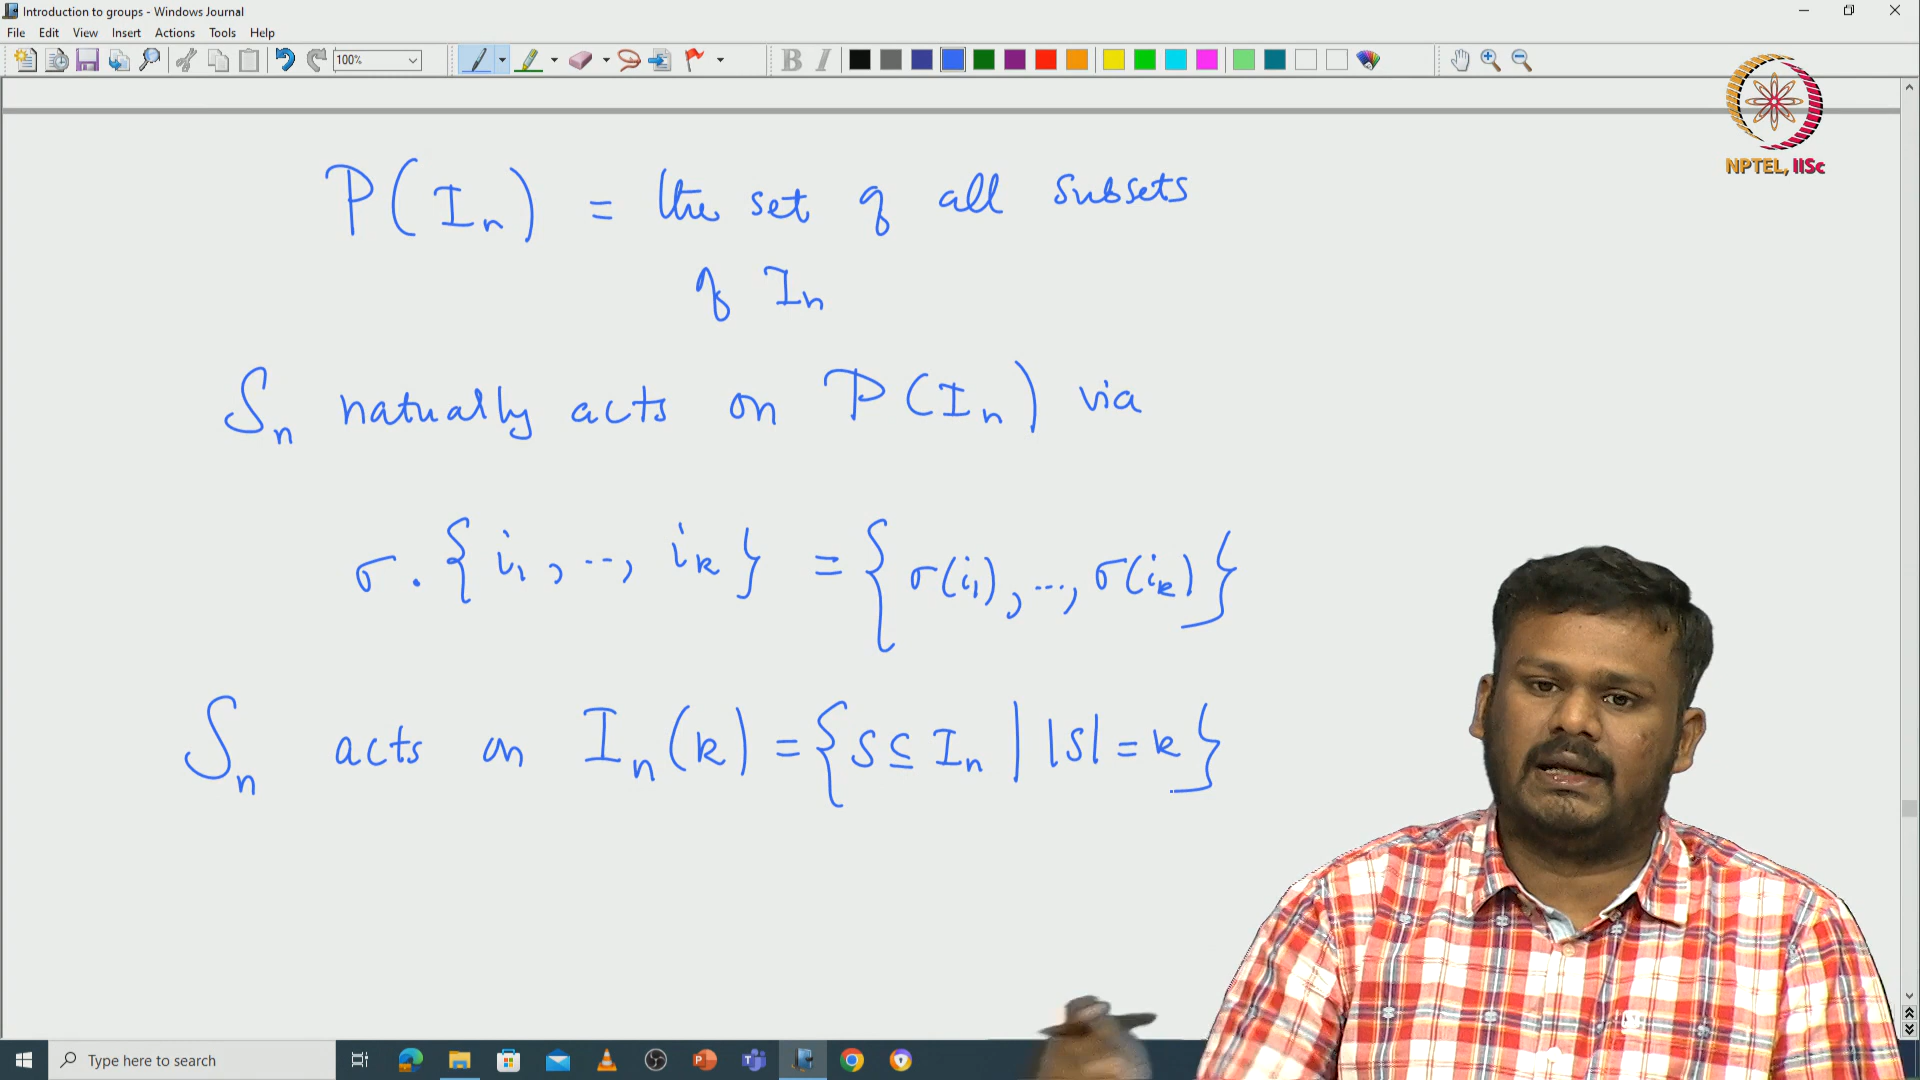 Introduction to groups - Windows Journal
File Edit View Insert Actions Tools Help
100%
B I
NPTEL, IISc
P(In) = the set of all subsets
of In
Sn natually acts on P(In) via
σ. { i1, .., ik } = { σ(i1), ..., σ(ik) }
Sn acts on In(k) = { S ⊆ In | |S| = k }
Type here to search